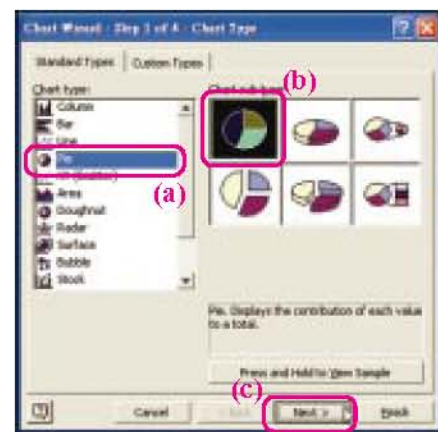 Chart Wizard - Step 1 of 4 - Chart Type
Standard Types Custom Types
Chart type:
Chart sub-type:
(b)
Column
Bar
Line
Pie
XY (Scatter)
(a)
Area
Doughnut
Radar
Surface
Bubble
Stock
Pie. Displays the contribution of each value
to a total.
Press and Hold to View Sample
(c)
Cancel
Next >
Finish